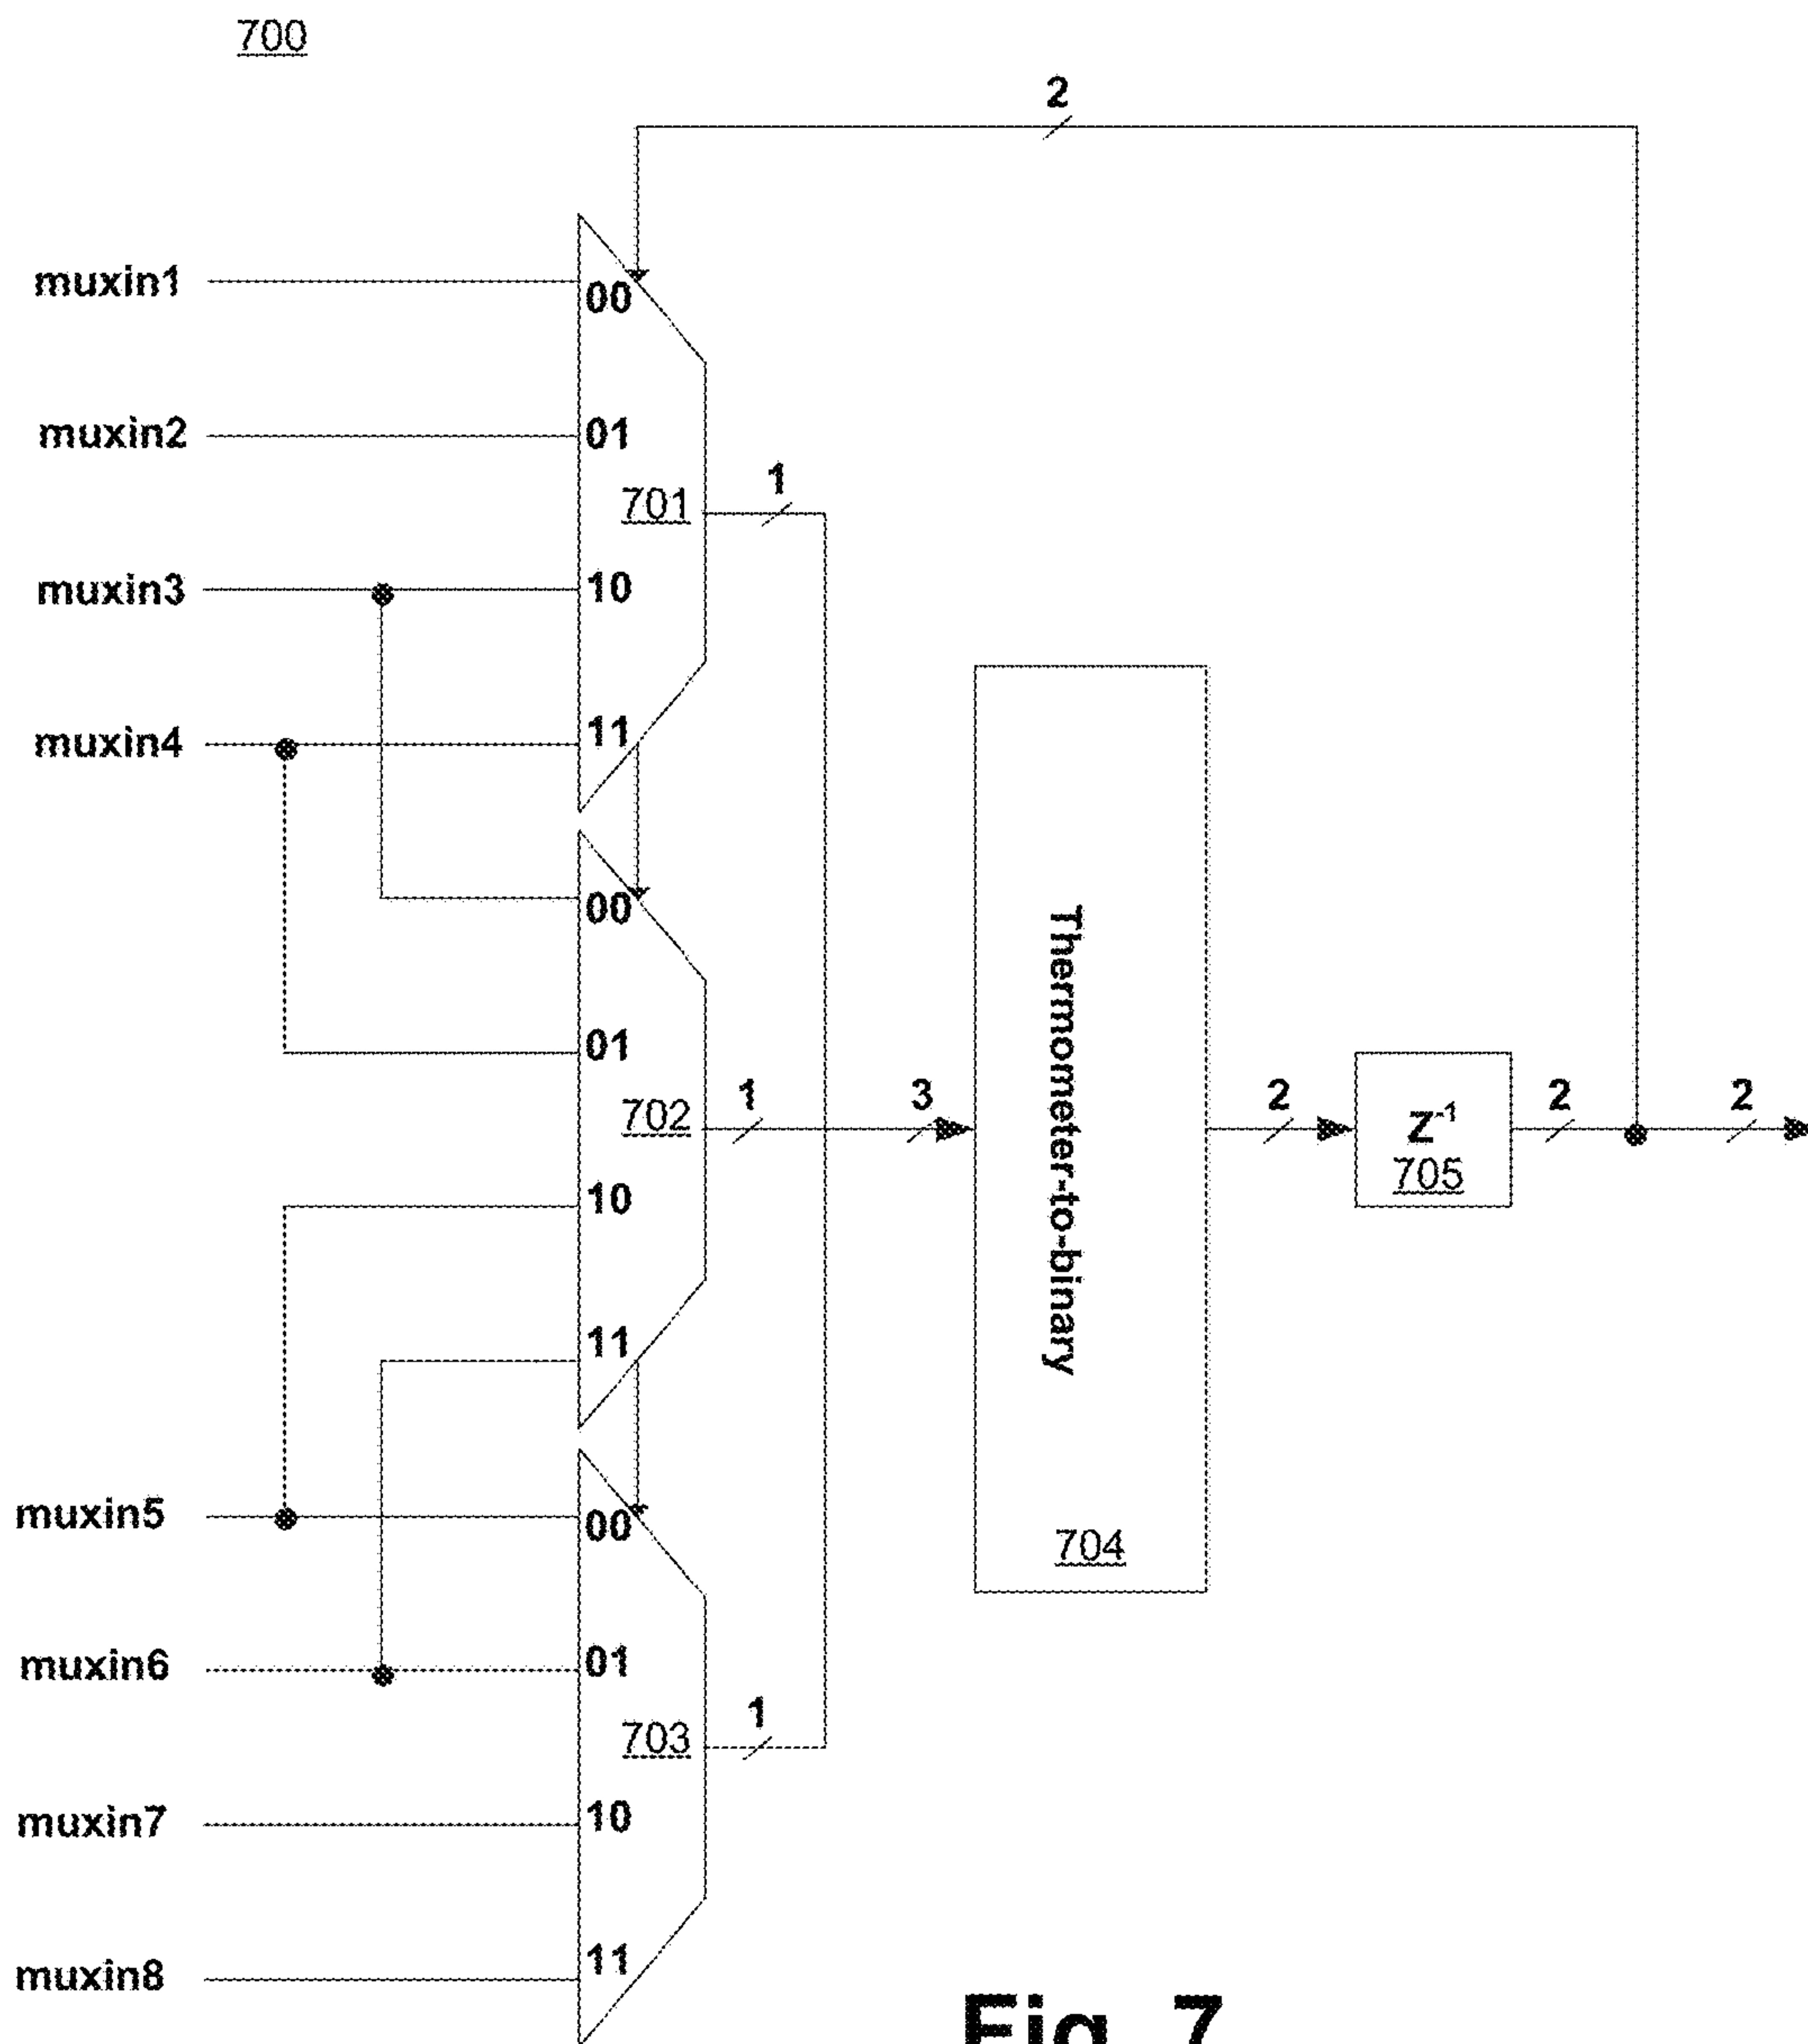 700
2
muxin1
00
muxin2
01
701
1
muxin3
10
muxin4
11
00
01
702
1
3
Thermometer-to-binary
2
z-1
705
2
2
10
11
muxin5
00
704
muxin6
01
703
1
muxin7
10
muxin8
11
Fig. 7